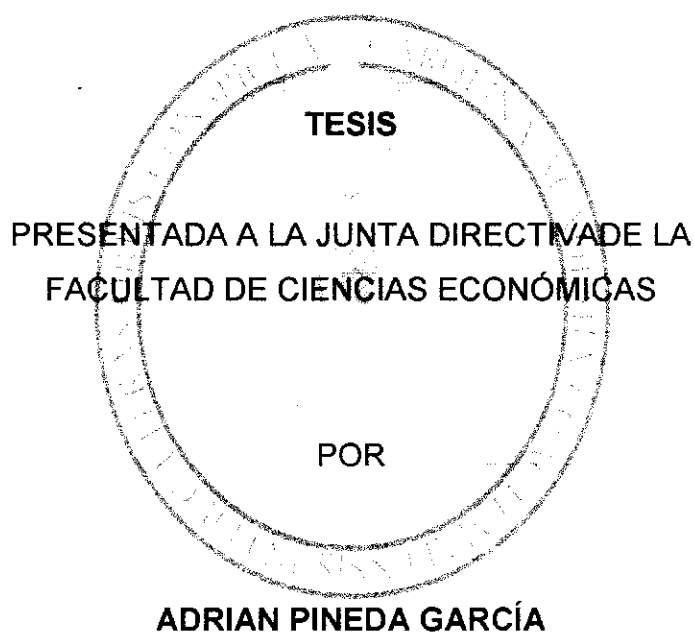 TESIS
PRESENTADA A LA JUNTA DIRECTIVADE LA
FACULTAD DE CIENCIAS ECONÓMICAS
POR
ADRIAN PINEDA GARCÍA